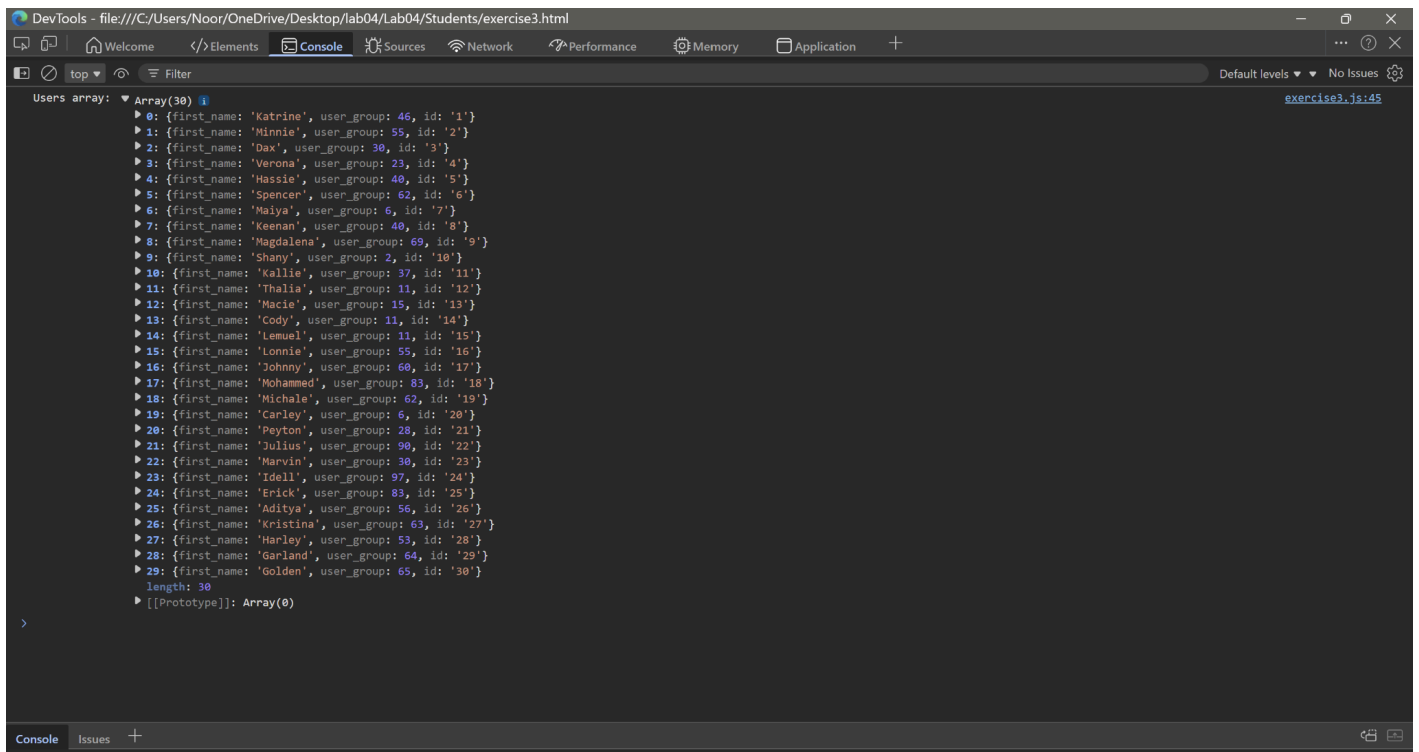 DevTools - file:///C:/Users/Noor/OneDrive/Desktop/lab04/Lab04/Students/exercise3.html
Welcome </> Elements Console Sources Network Performance Memory Application
top Filter Default levels No Issues
Users array: Array(30) i exercise3.js:45
0: {first_name: 'Katrine', user_group: 46, id: '1'}
1: {first_name: 'Minnie', user_group: 55, id: '2'}
2: {first_name: 'Dax', user_group: 30, id: '3'}
3: {first_name: 'Verona', user_group: 23, id: '4'}
4: {first_name: 'Hassie', user_group: 40, id: '5'}
5: {first_name: 'Spencer', user_group: 62, id: '6'}
6: {first_name: 'Maiya', user_group: 6, id: '7'}
7: {first_name: 'Keenan', user_group: 40, id: '8'}
8: {first_name: 'Magdalena', user_group: 69, id: '9'}
9: {first_name: 'Shany', user_group: 2, id: '10'}
10: {first_name: 'Kallie', user_group: 37, id: '11'}
11: {first_name: 'Thalia', user_group: 11, id: '12'}
12: {first_name: 'Macie', user_group: 15, id: '13'}
13: {first_name: 'Cody', user_group: 11, id: '14'}
14: {first_name: 'Lemuel', user_group: 11, id: '15'}
15: {first_name: 'Lonnie', user_group: 55, id: '16'}
16: {first_name: 'Johnny', user_group: 60, id: '17'}
17: {first_name: 'Mohammed', user_group: 83, id: '18'}
18: {first_name: 'Michale', user_group: 62, id: '19'}
19: {first_name: 'Carley', user_group: 6, id: '20'}
20: {first_name: 'Peyton', user_group: 28, id: '21'}
21: {first_name: 'Julius', user_group: 90, id: '22'}
22: {first_name: 'Marvin', user_group: 30, id: '23'}
23: {first_name: 'Idell', user_group: 97, id: '24'}
24: {first_name: 'Erick', user_group: 83, id: '25'}
25: {first_name: 'Aditya', user_group: 56, id: '26'}
26: {first_name: 'Kristina', user_group: 63, id: '27'}
27: {first_name: 'Harley', user_group: 53, id: '28'}
28: {first_name: 'Garland', user_group: 64, id: '29'}
29: {first_name: 'Golden', user_group: 65, id: '30'}
length: 30
[[Prototype]]: Array(0)
>
Console Issues